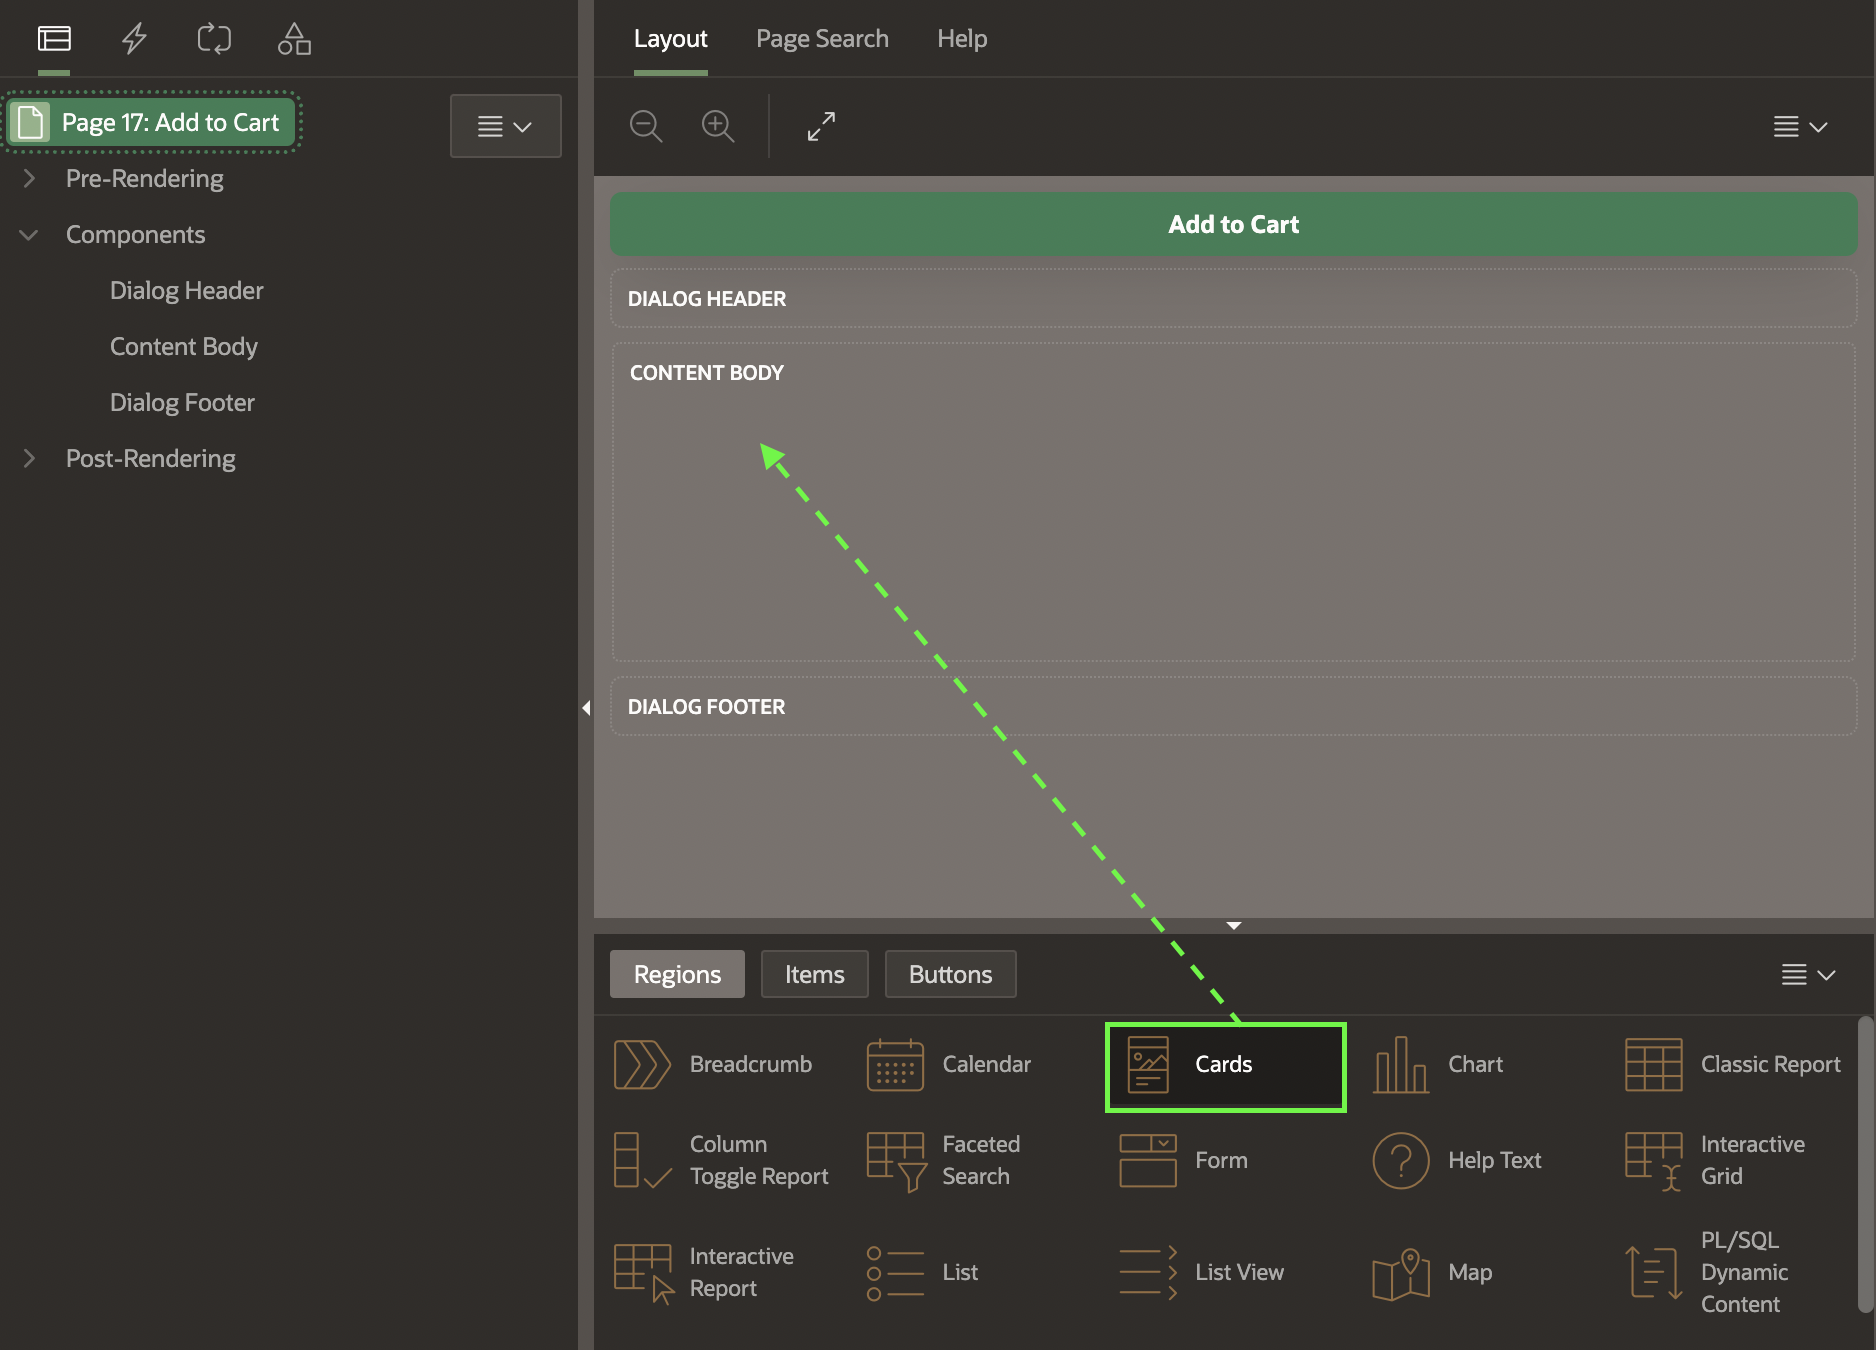 Layout
Page Search
Help
Page 17: Add to Cart
Pre-Rendering
Components
Dialog Header
Content Body
Dialog Footer
Post-Rendering
Add to Cart
DIALOG HEADER
CONTENT BODY
DIALOG FOOTER
Regions
Items
Buttons
Breadcrumb
Calendar
Cards
Chart
Classic Report
Column
Toggle Report
Faceted
Search
Form
Help Text
Interactive
Grid
Interactive
Report
List
List View
Map
PL/SQL
Dynamic
Content